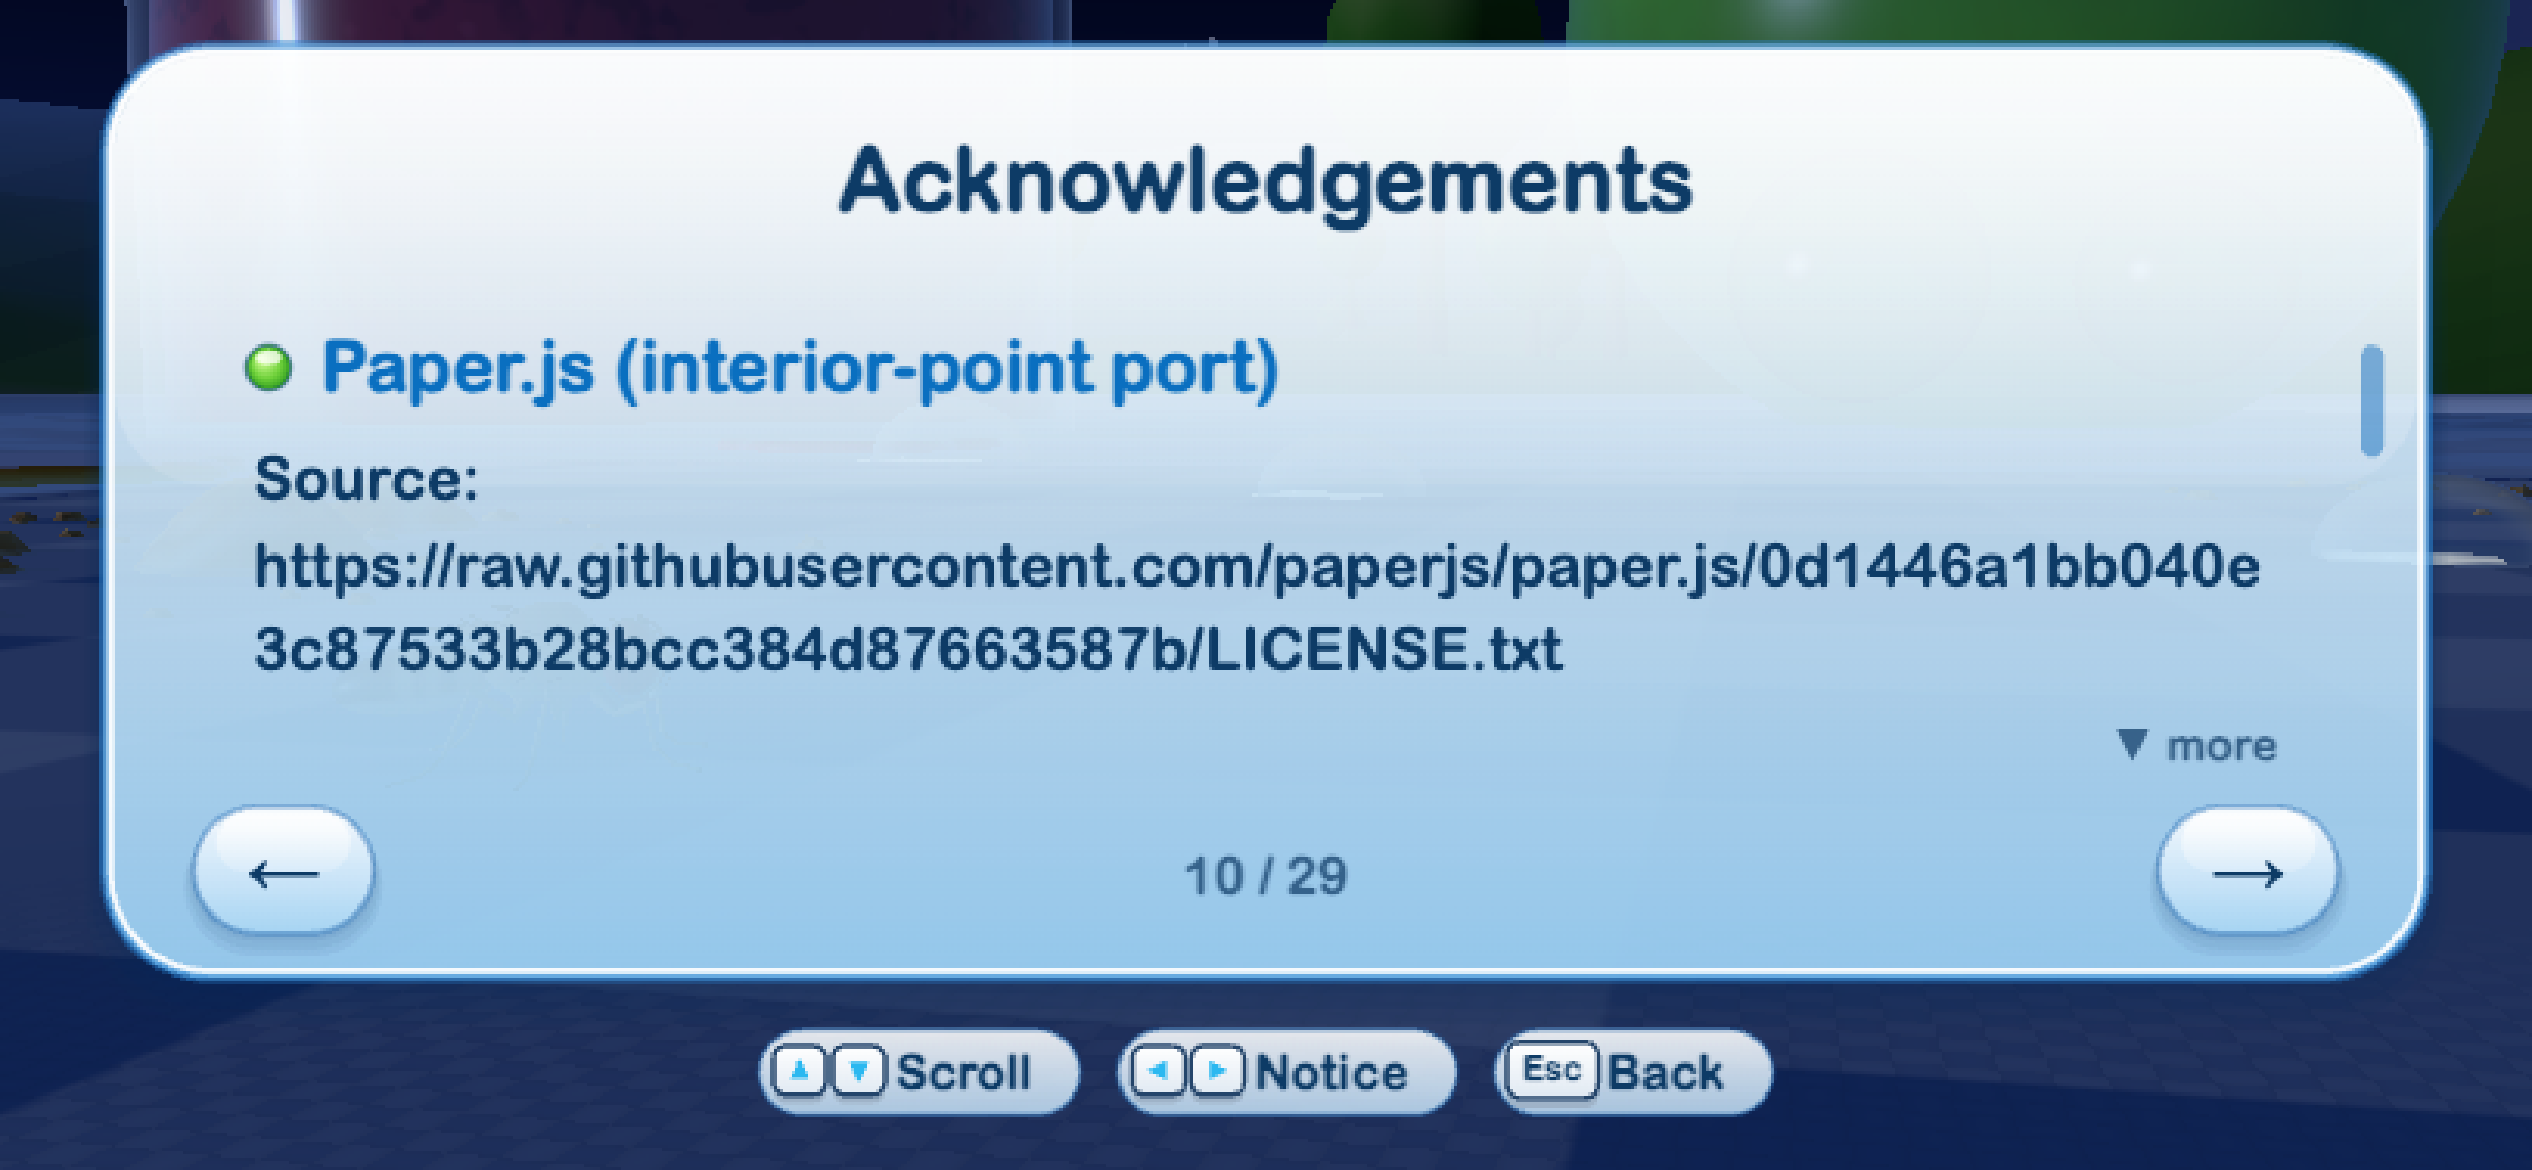 Acknowledgements
Paper.js (interior-point port)
Source:
https://raw.githubusercontent.com/paperjs/paper.js/0d1446a1bb040e
3c87533b28bcc384d87663587b/LICENSE.txt
▼ more
← 10 / 29 →
▲ ▼ Scroll ◀ ▶ Notice Esc Back